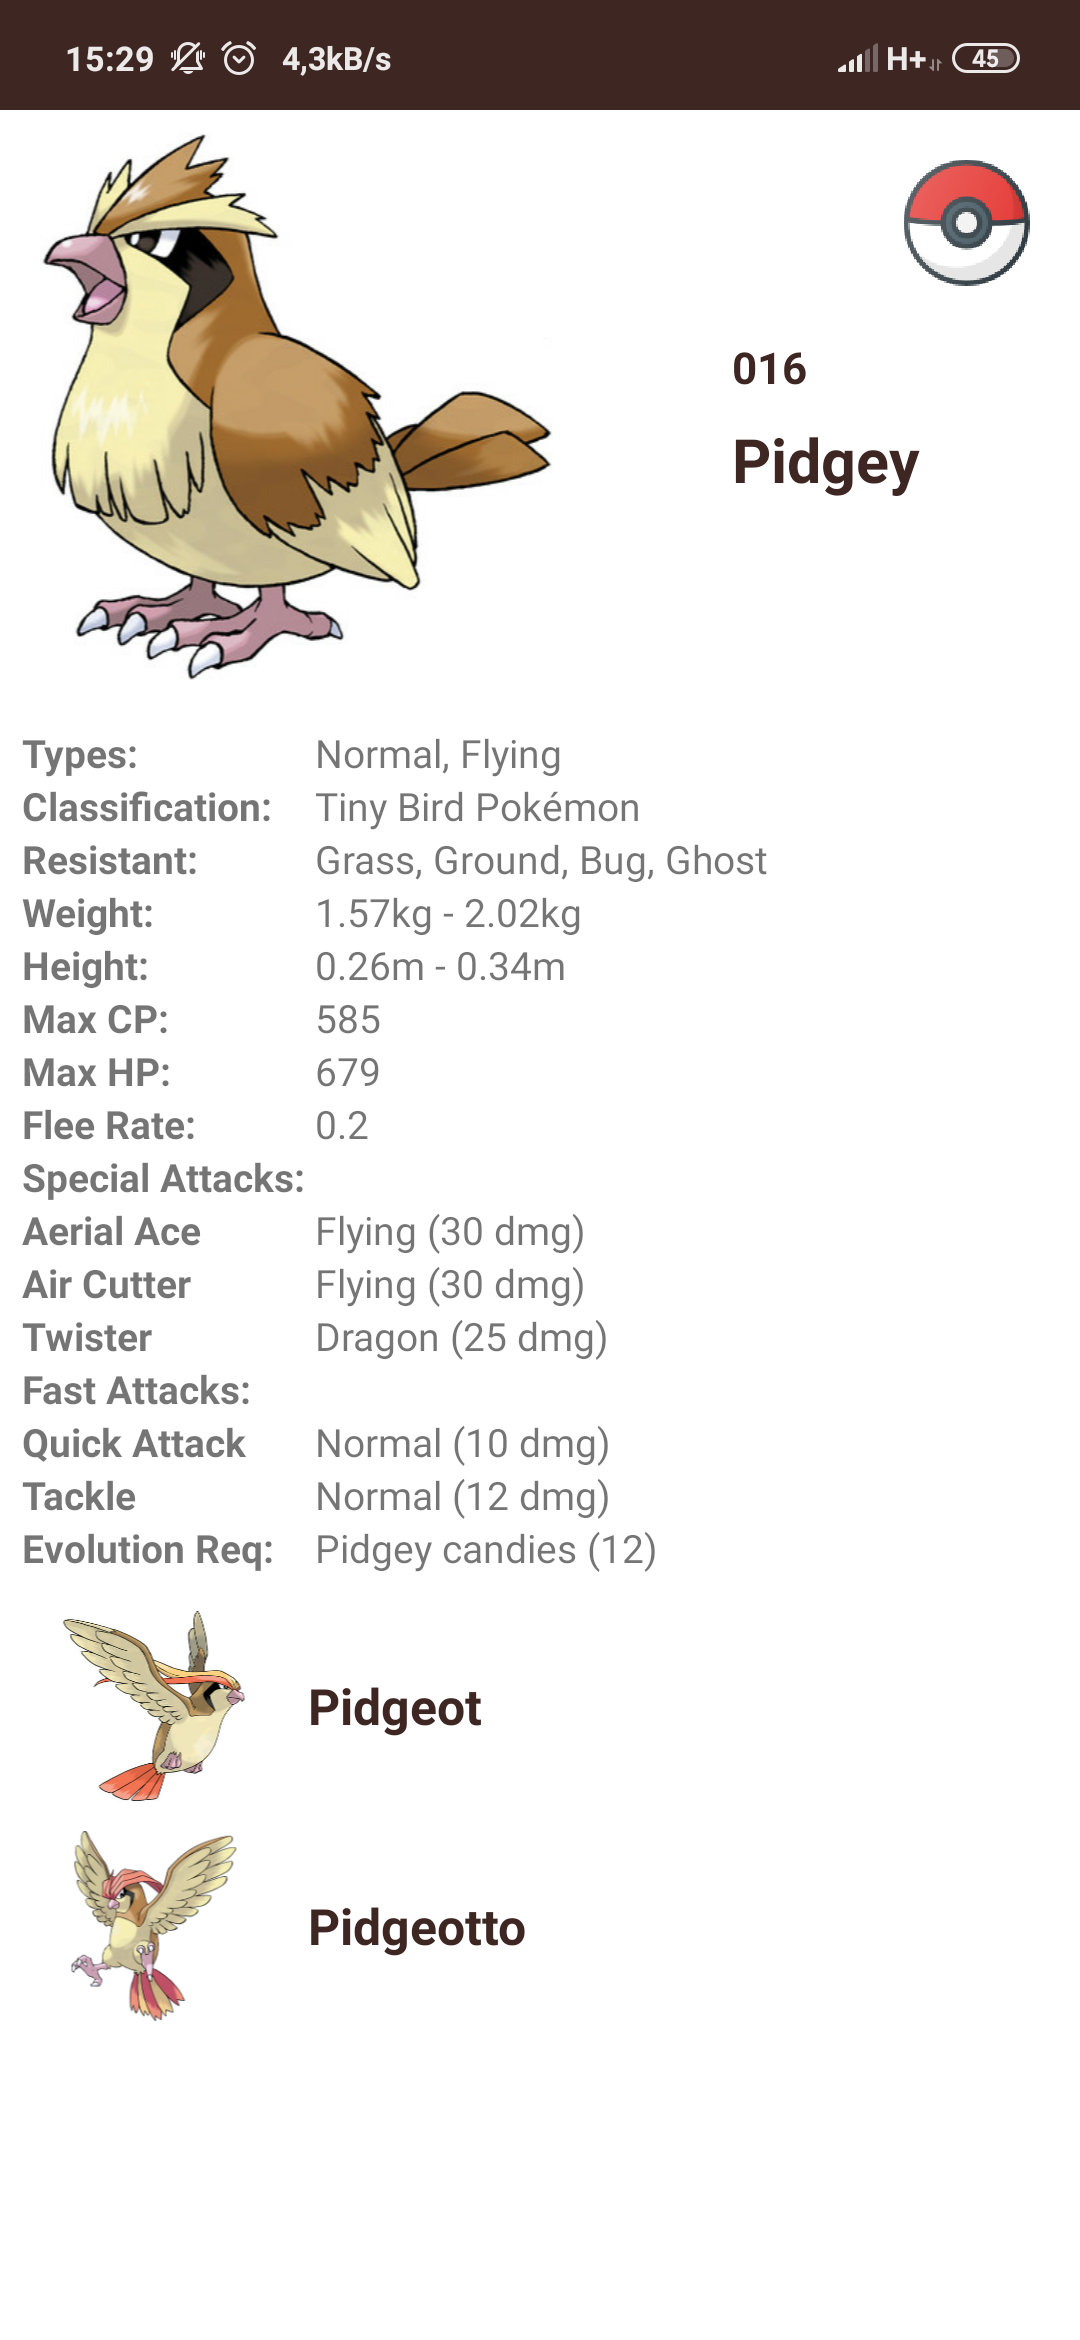 15:29 4,3kB/s H+ 45
016
Pidgey
Types: Normal, Flying
Classification: Tiny Bird Pokémon
Resistant: Grass, Ground, Bug, Ghost
Weight: 1.57kg - 2.02kg
Height: 0.26m - 0.34m
Max CP: 585
Max HP: 679
Flee Rate: 0.2
Special Attacks:
Aerial Ace Flying (30 dmg)
Air Cutter Flying (30 dmg)
Twister Dragon (25 dmg)
Fast Attacks:
Quick Attack Normal (10 dmg)
Tackle Normal (12 dmg)
Evolution Req: Pidgey candies (12)
Pidgeot
Pidgeotto